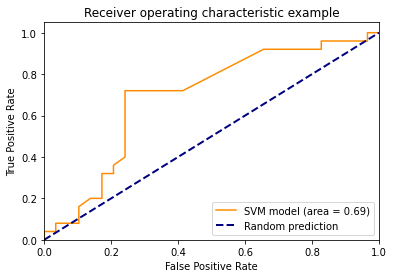 Receiver operating characteristic example
True Positive Rate
1.0
0.8
0.6
0.4
0.2
0.0
SVM model (area = 0.69)
Random prediction
0.0 0.2 0.4 0.6 0.8 1.0
False Positive Rate